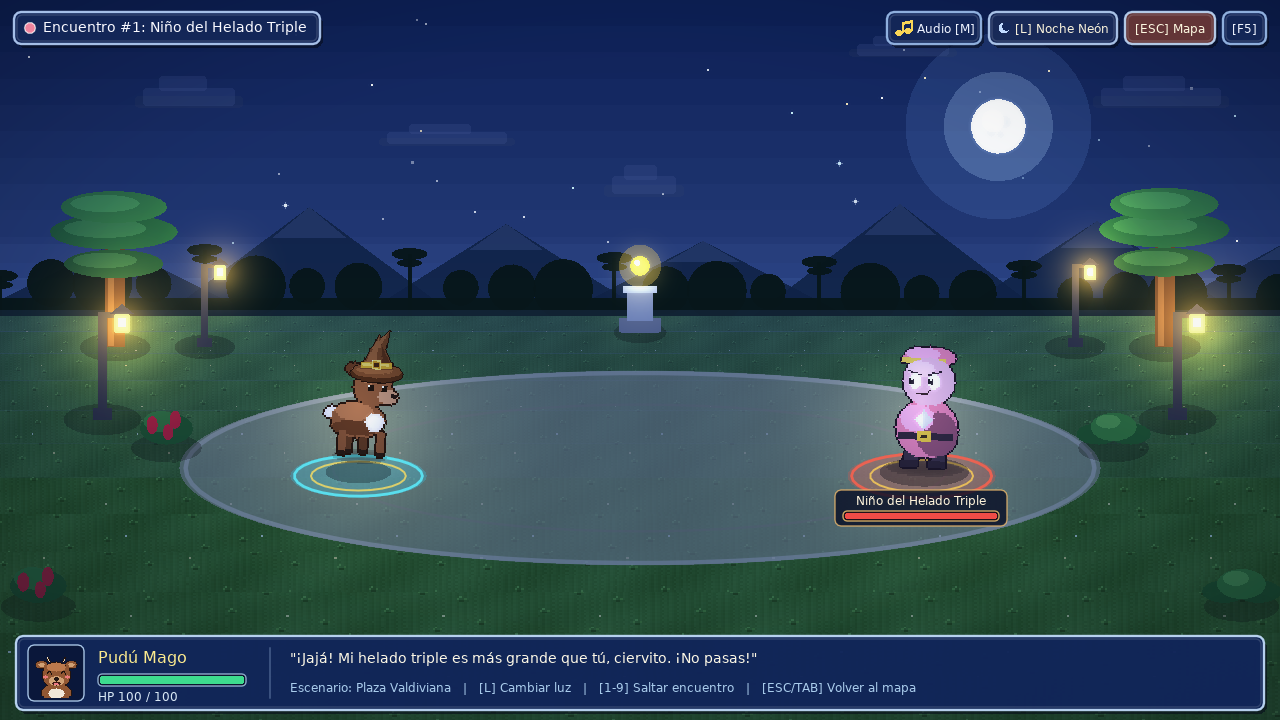 Encuentro #1: Niño del Helado Triple
Audio [M]
[L] Noche Neón
[ESC] Mapa
[F5]
Niño del Helado Triple
Pudú Mago
HP 100 / 100
"¡Jajá! Mi helado triple es más grande que tú, ciervito. ¡No pasas!"
Escenario: Plaza Valdiviana | [L] Cambiar luz | [1-9] Saltar encuentro | [ESC/TAB] Volver al mapa